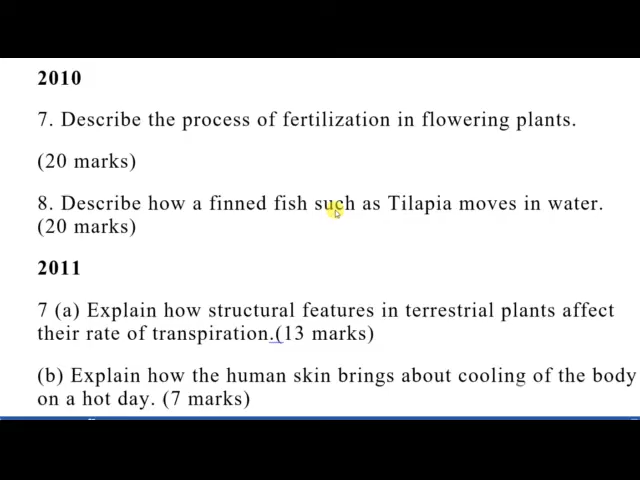 2010
7. Describe the process of fertilization in flowering plants.
(20 marks)
8. Describe how a finned fish such as Tilapia moves in water.
(20 marks)
2011
7 (a) Explain how structural features in terrestrial plants affect
their rate of transpiration.(13 marks)
(b) Explain how the human skin brings about cooling of the body
on a hot day. (7 marks)